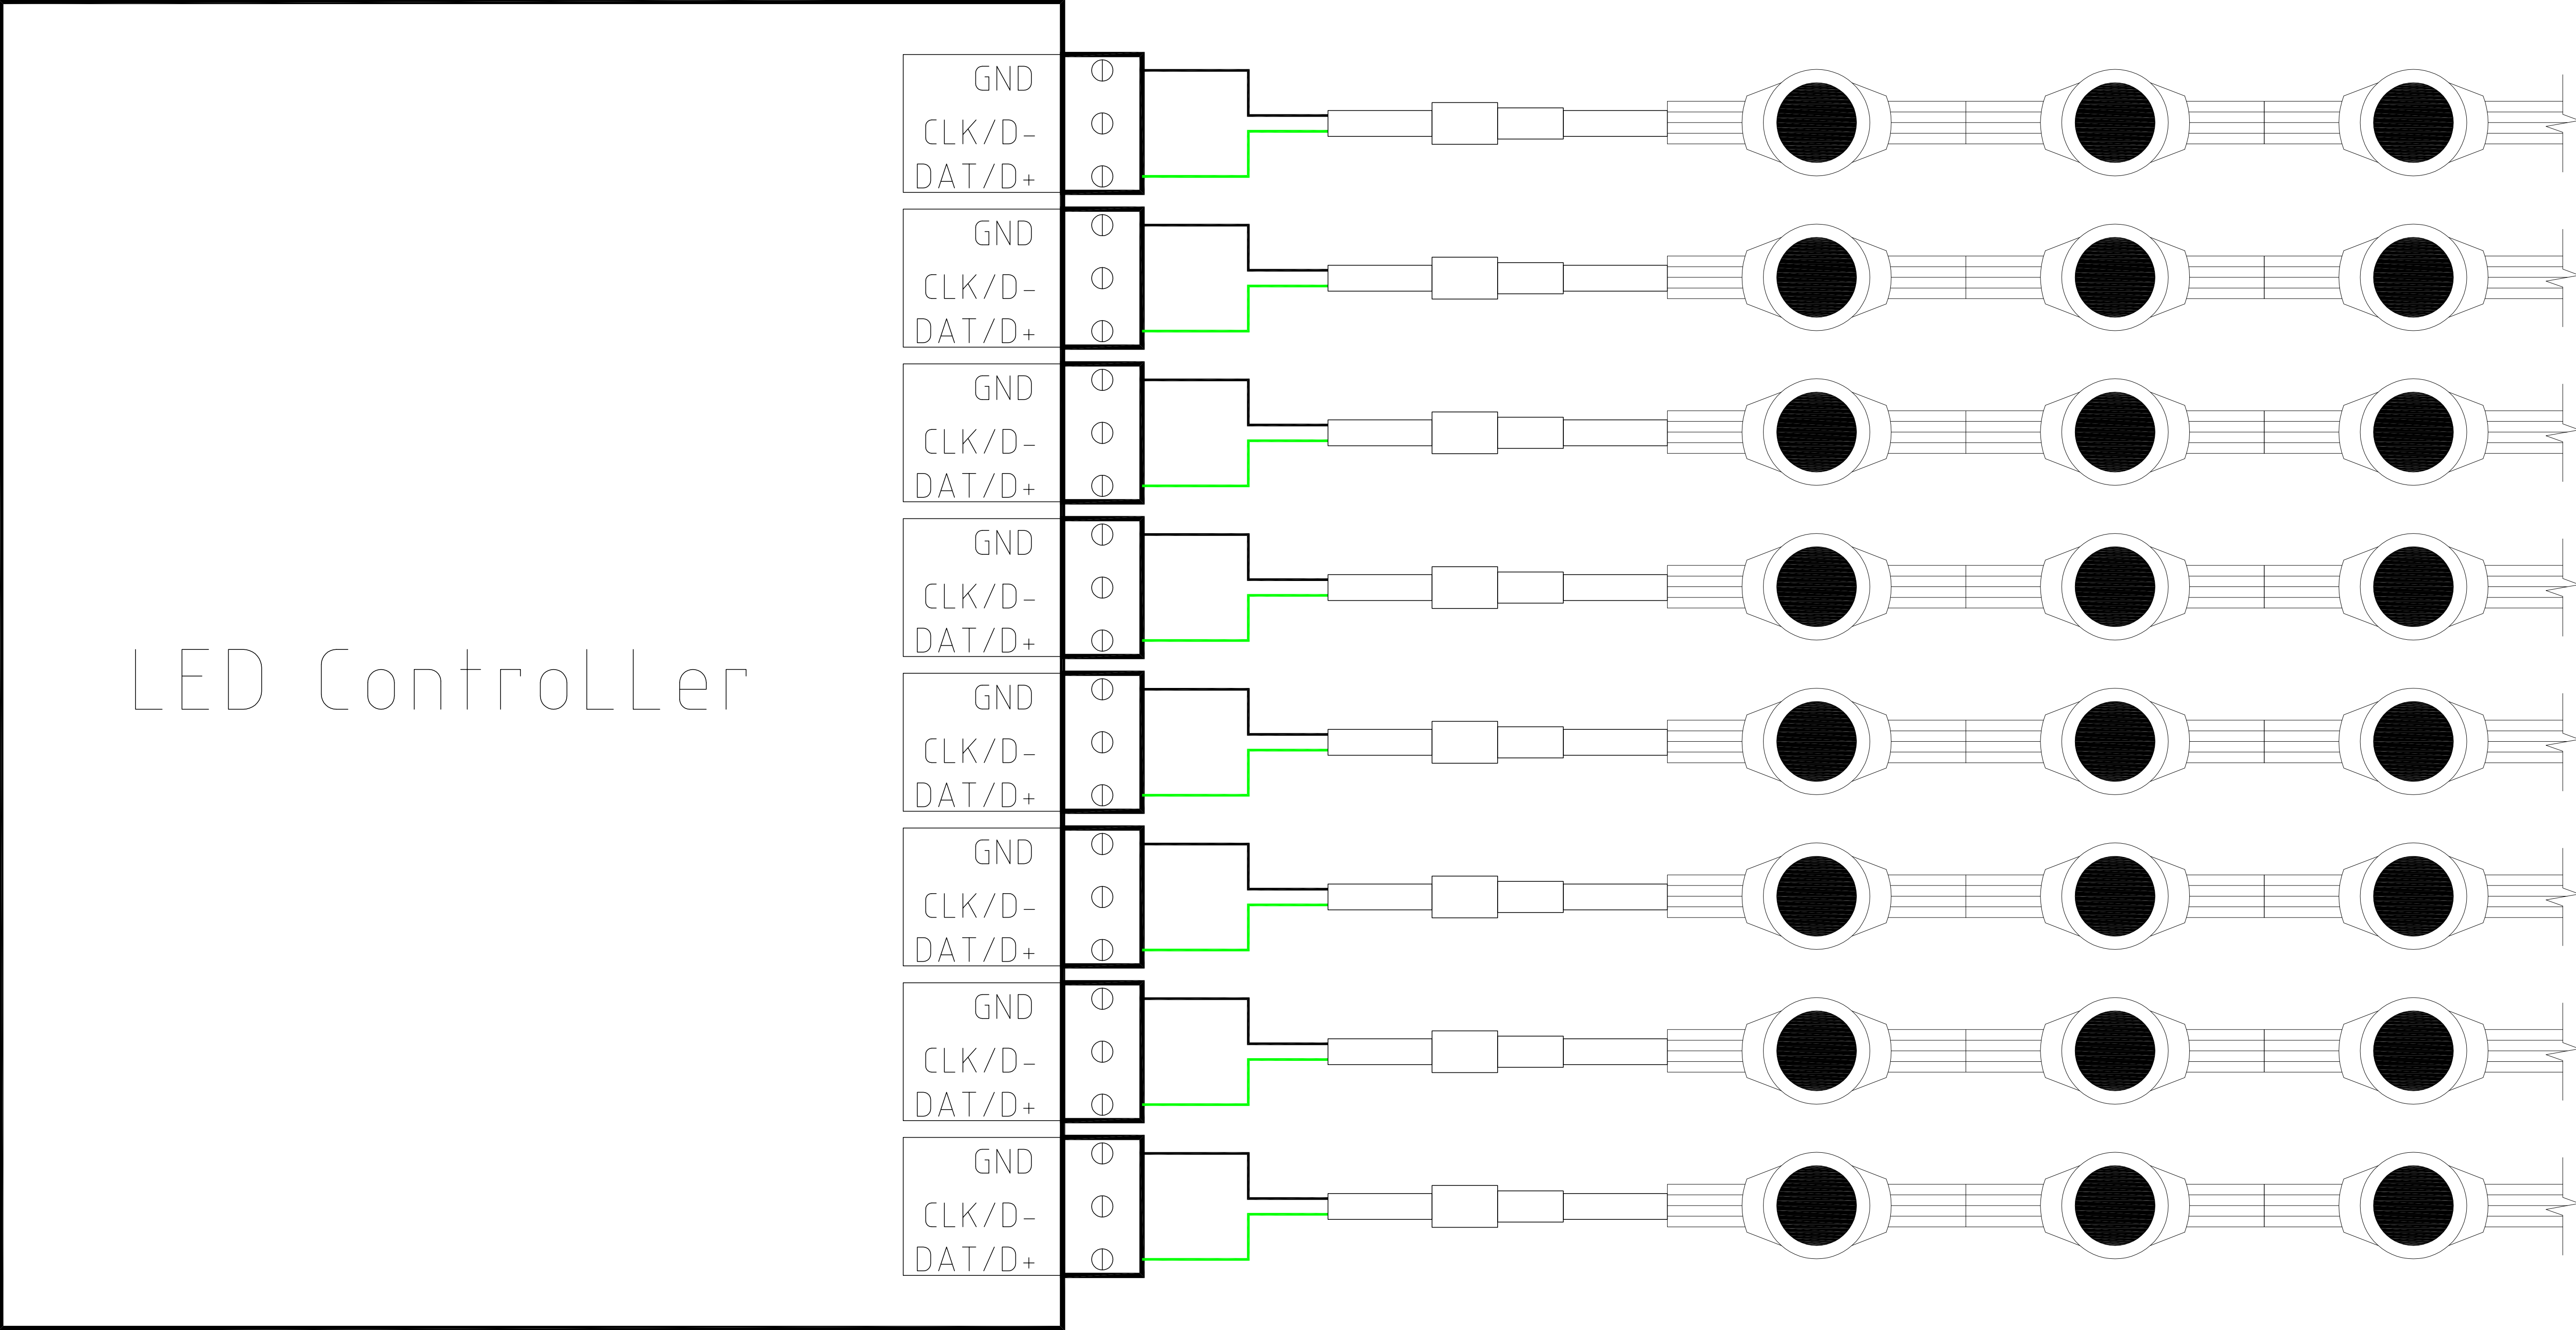 GND
CLK/D-
DAT/D+
GND
CLK/D-
DAT/D+
GND
CLK/D-
DAT/D+
GND
CLK/D-
DAT/D+
LED Controller
GND
CLK/D-
DAT/D+
GND
CLK/D-
DAT/D+
GND
CLK/D-
DAT/D+
GND
CLK/D-
DAT/D+